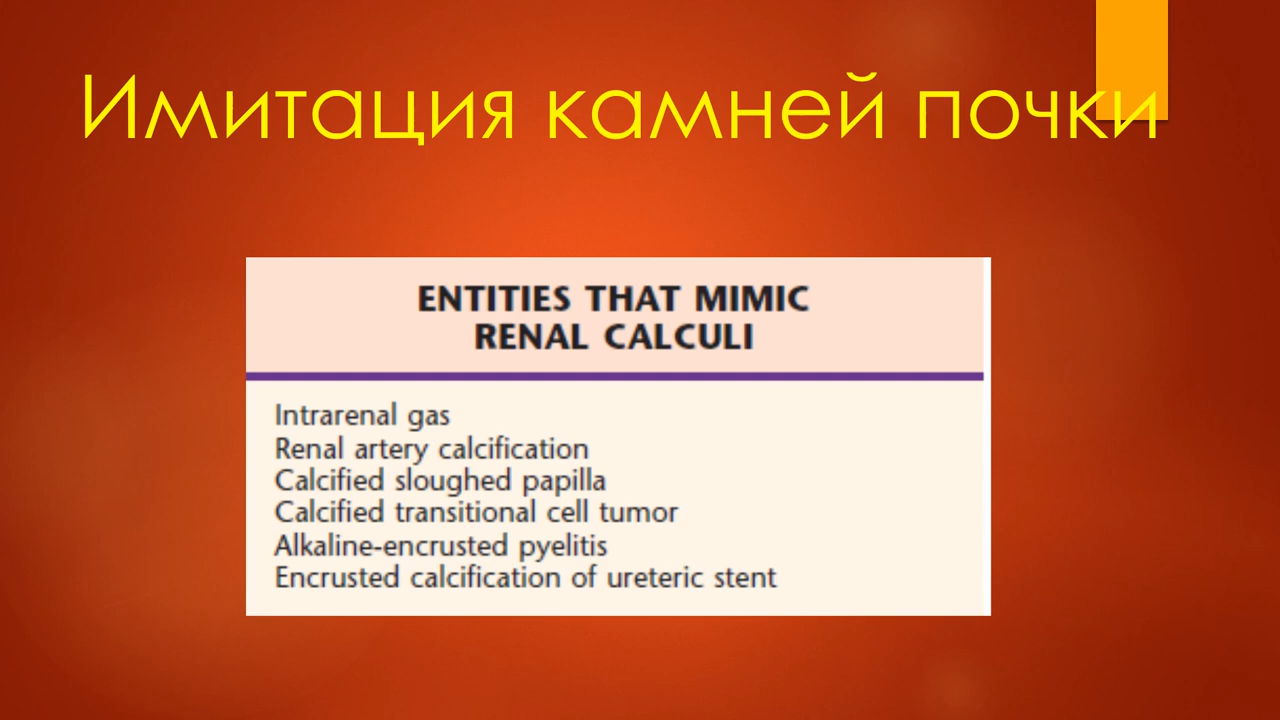 Имитация камней почки
ENTITIES THAT MIMIC
RENAL CALCULI
Intrarenal gas
Renal artery calcification
Calcified sloughed papilla
Calcified transitional cell tumor
Alkaline-encrusted pyelitis
Encrusted calcification of ureteric stent